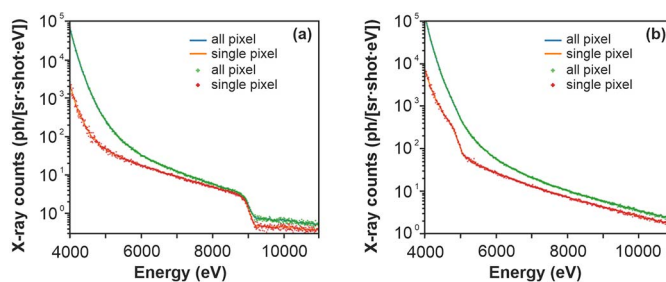 10^5
10^4
10^3
10^2
10^1
10^0
X-ray counts (ph/[sr·shot·eV])
(a)
all pixel
single pixel
all pixel
single pixel
4000 6000 8000 10000
Energy (eV)
10^5
10^4
10^3
10^2
10^1
10^0
X-ray counts (ph/[sr·shot·eV])
(b)
all pixel
single pixel
all pixel
single pixel
4000 6000 8000 10000
Energy (eV)